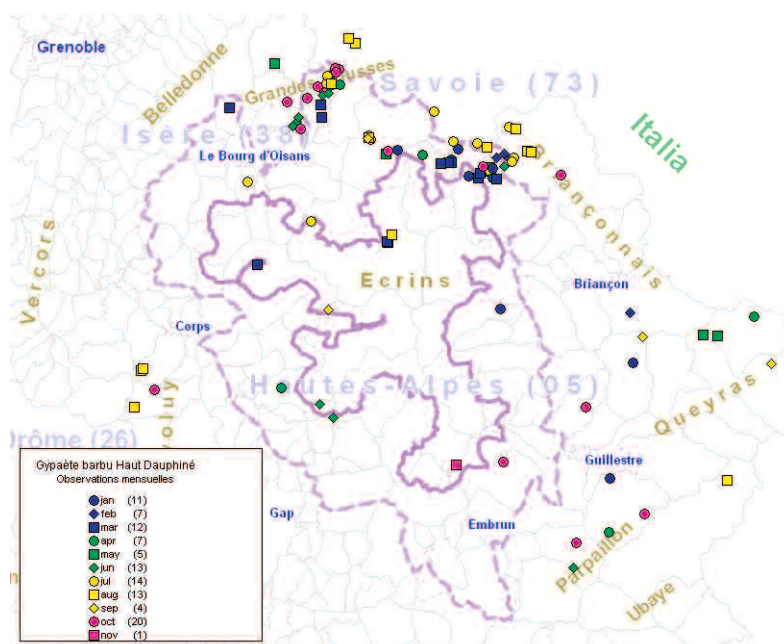 Grenoble
Belledonne
Grandes Rousses
Savoie (73)
Isère (38)
Italia
Le Bourg d'Oisans
Briançonnais
Vercors
Ecrins
Briançon
Corps
Hautes-Alpes (05)
Queyras
Drôme (26)
Guillestre
Gap
Embrun
Parpaillon
Ubaye
Gypaète barbu Haut Dauphiné
Observations mensuelles
jan (11)
feb (7)
mar (12)
apr (7)
may (5)
jun (13)
jul (14)
aug (13)
sep (4)
oct (20)
nov (1)